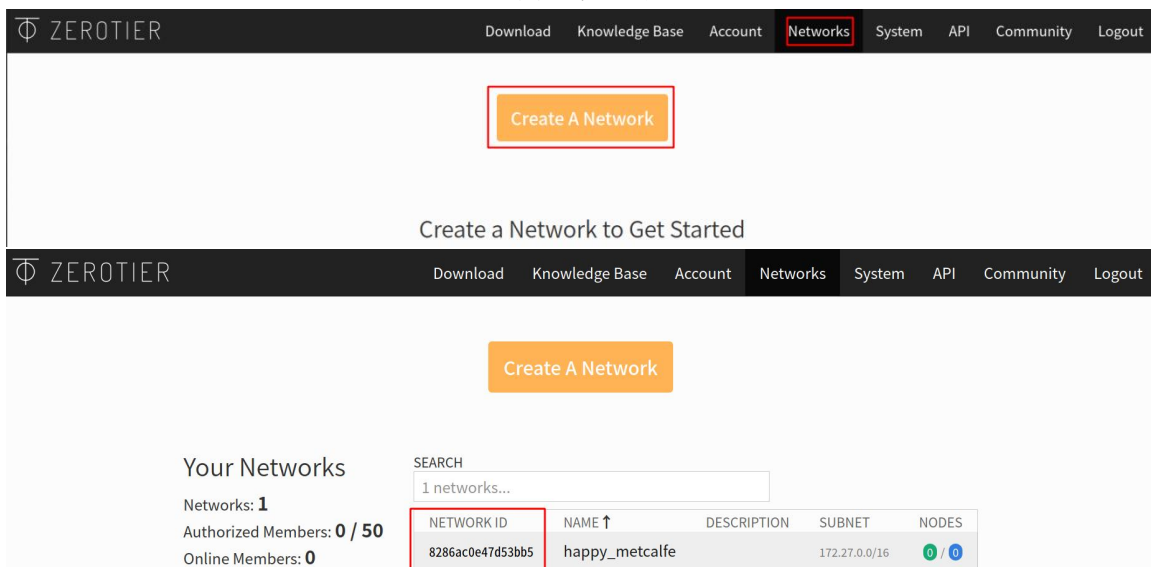 ZEROTIER Download Knowledge Base Account Networks System API Community Logout
Create A Network
Create a Network to Get Started
ZEROTIER Download Knowledge Base Account Networks System API Community Logout
Create A Network
Your Networks
Networks: 1
Authorized Members: 0 / 50
Online Members: 0
SEARCH
1 networks...
NETWORK ID NAME ↑ DESCRIPTION SUBNET NODES
8286ac0e47d53bb5 happy_metcalfe 172.27.0.0/16 0 / 0